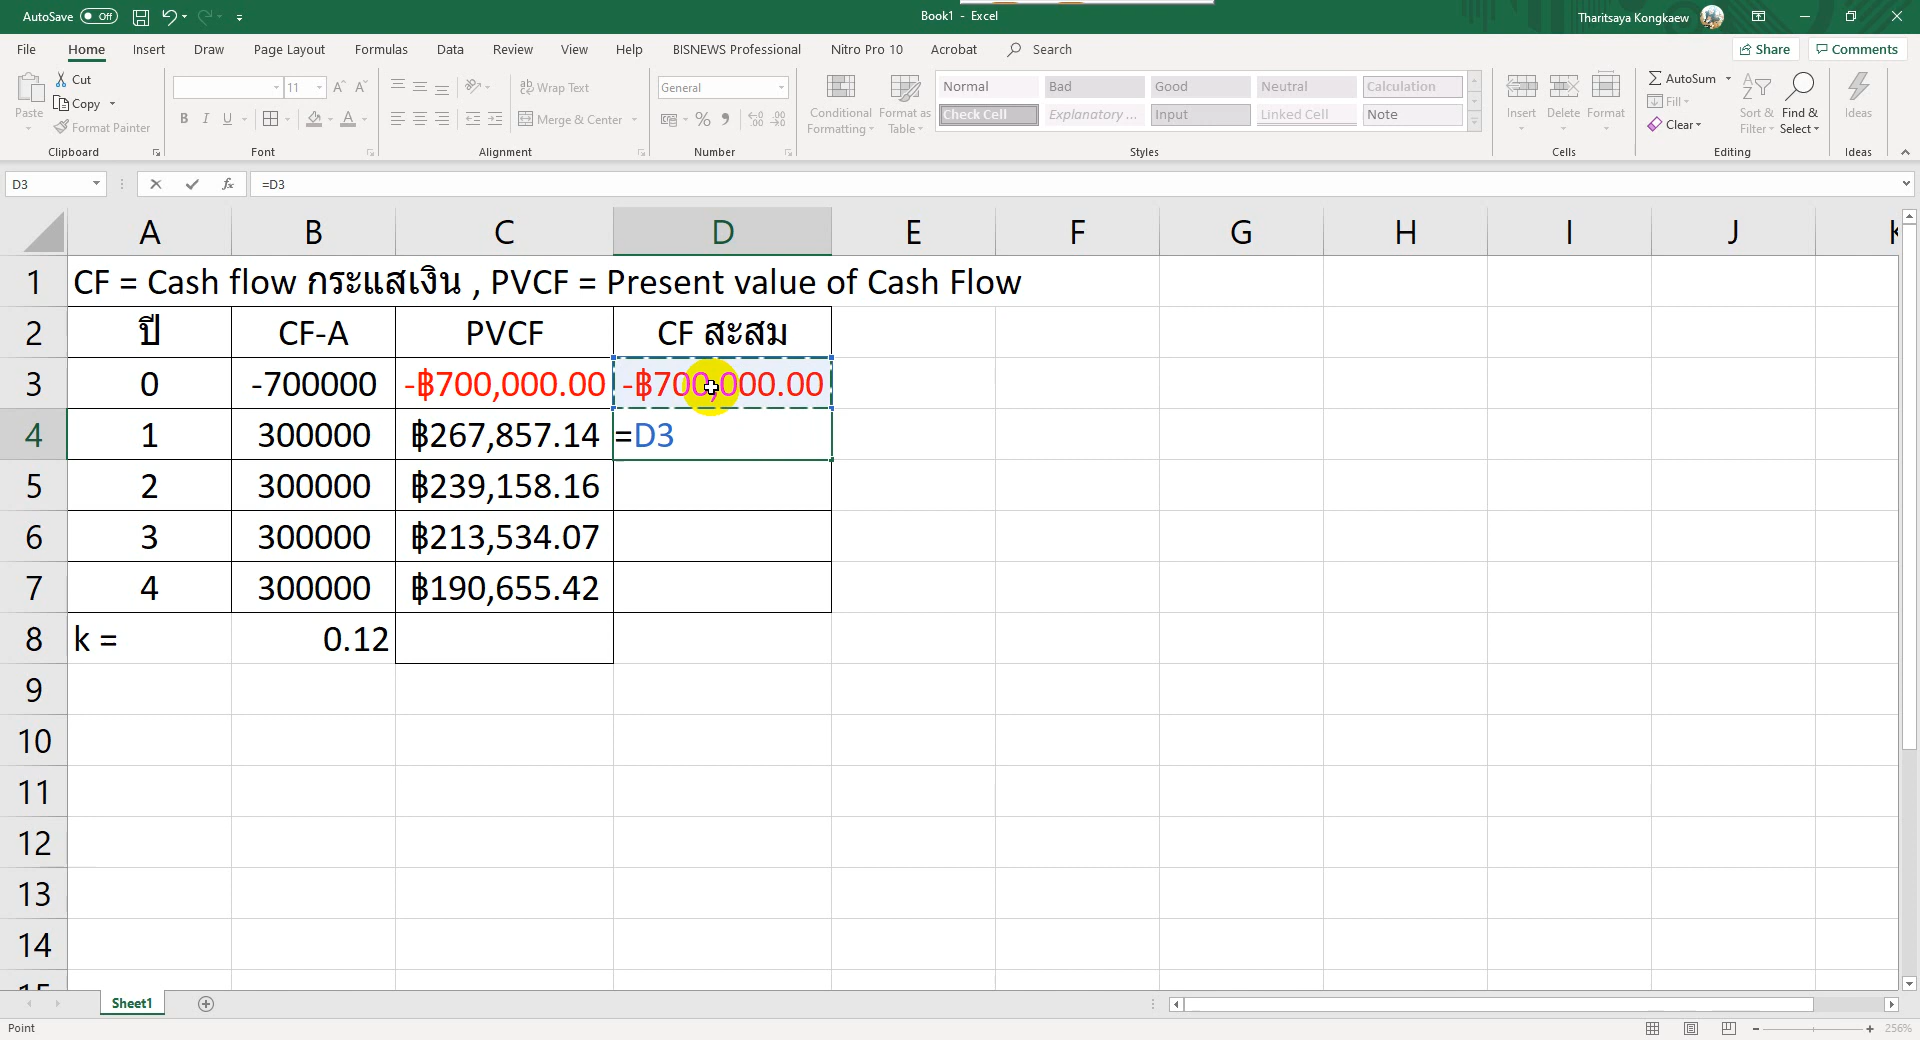 AutoSave Off
Book1 - Excel
Tharitsaya Kongkaew
File Home Insert Draw Page Layout Formulas Data Review View Help BISNEWS Professional Nitro Pro 10 Acrobat Search
Share Comments
Paste
Cut
Copy
Format Painter
Clipboard
11
B I U A
Font
Wrap Text
Merge & Center
Alignment
General
%
Number
Conditional Formatting
Format as Table
Normal Bad Good Neutral Calculation
Check Cell Explanatory ... Input Linked Cell Note
Styles
Insert Delete Format
Cells
AutoSum
Fill
Clear
Sort & Filter
Find & Select
Editing
Ideas
Ideas
D3 fx =D3
A B C D E F G H I J
1 CF = Cash flow กระแสเงิน , PVCF = Present value of Cash Flow
2 ปี CF-A PVCF CF สะสม
3 0 -700000 -฿700,000.00 -฿700,000.00
4 1 300000 ฿267,857.14 =D3
5 2 300000 ฿239,158.16
6 3 300000 ฿213,534.07
7 4 300000 ฿190,655.42
8 k = 0.12
9
10
11
12
13
14
Sheet1
Point
256%